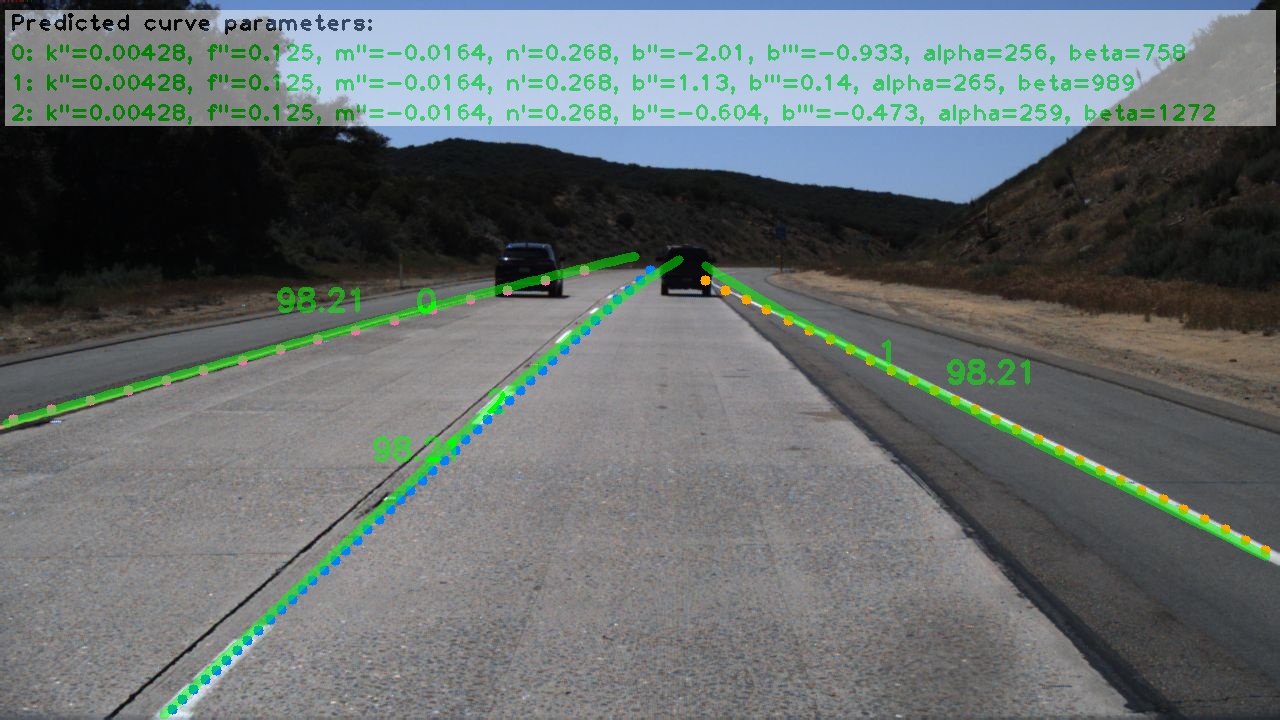 Predicted curve parameters:
0: k''=0.00428, f''=0.125, m''=−0.0164, n'=0.268, b''=−2.01, b'''=−0.933, alpha=256, beta=758
1: k''=0.00428, f''=0.125, m''=−0.0164, n'=0.268, b''=1.13, b'''=0.14, alpha=265, beta=989
2: k''=0.00428, f''=0.125, m''=−0.0164, n'=0.268, b''=−0.604, b'''=−0.473, alpha=259, beta=1272
98.21 0
1
98.21